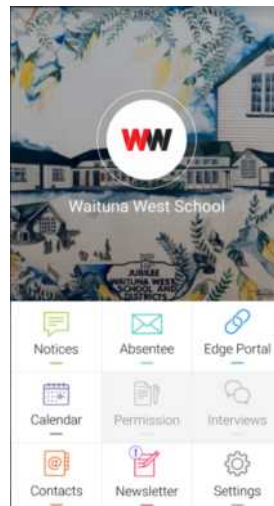 1895
WW
Waituna West School
JUBILEE
WAITUNA WEST
SCHOOL AND
DISTRICTS
Notices
Absentee
Edge Portal
Calendar
Permission
Interviews
Contacts
Newsletter
Settings